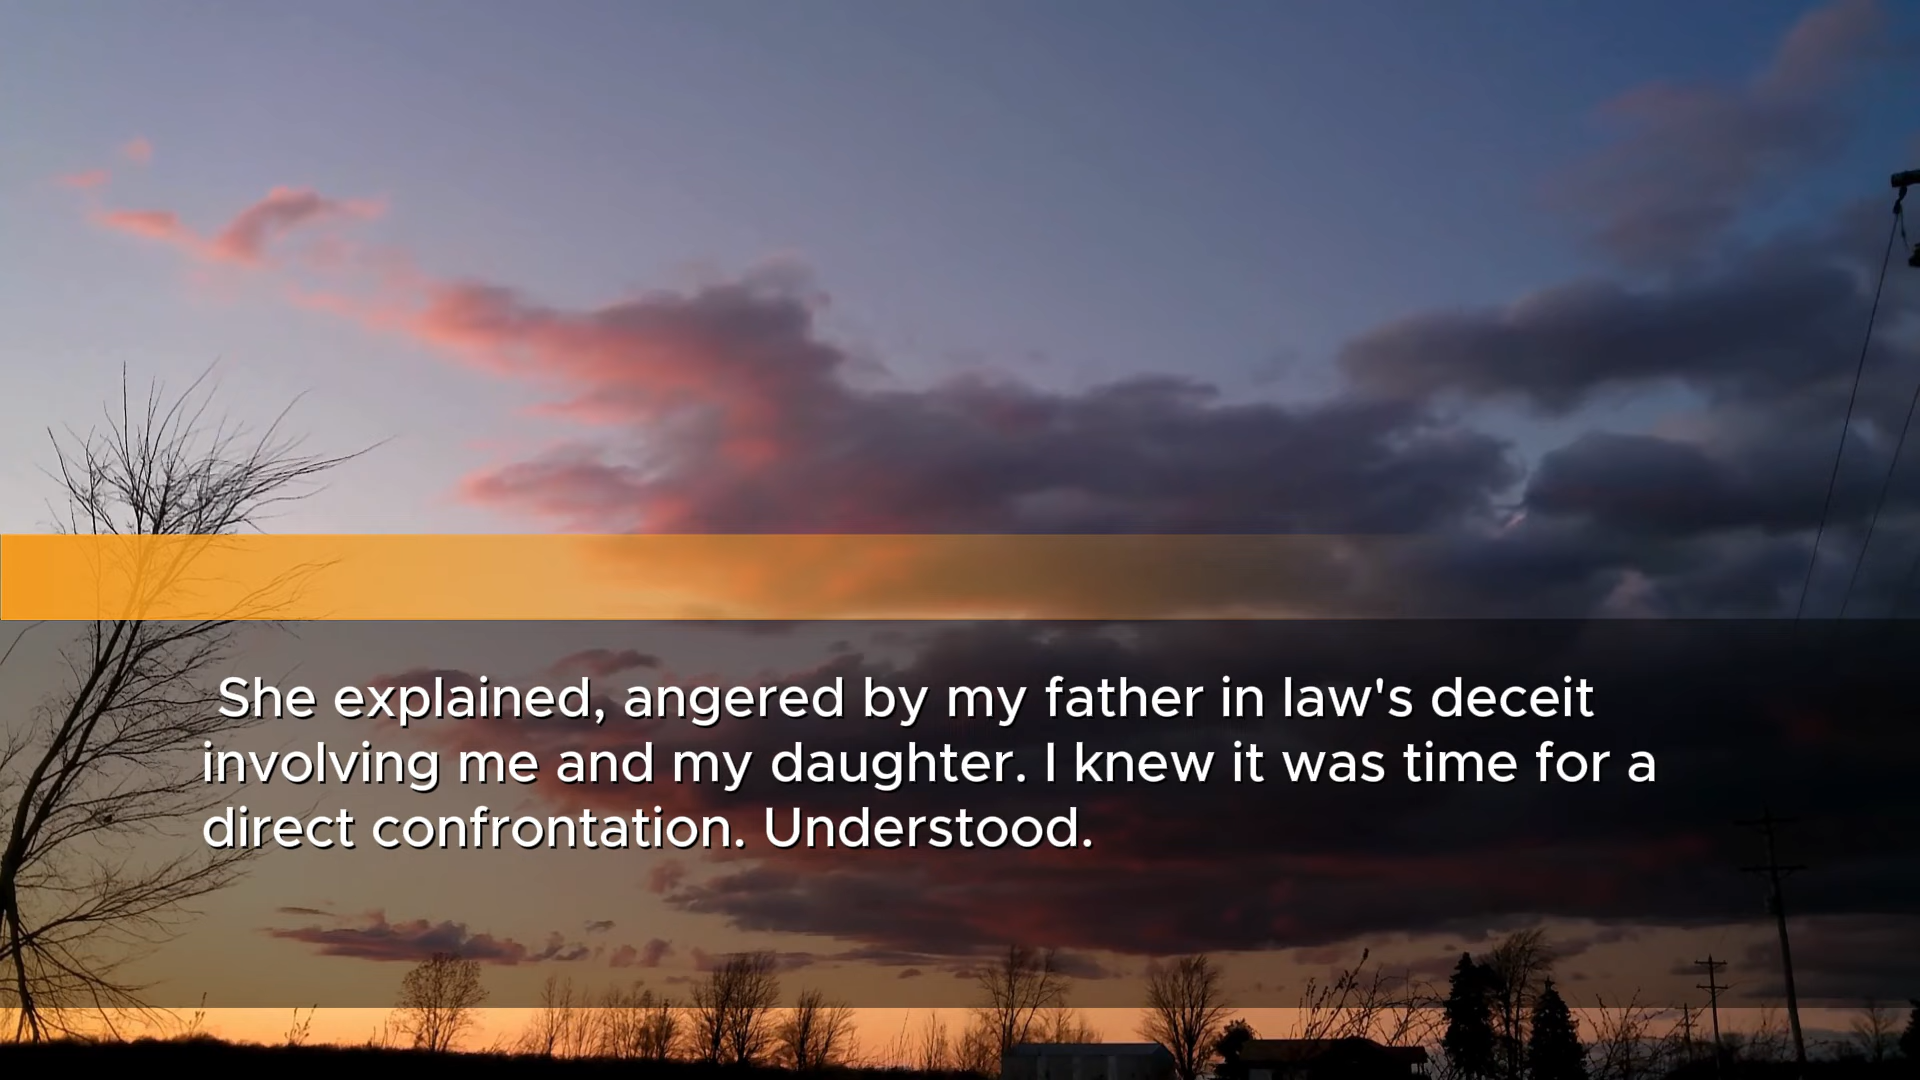 She explained, angered by my father in law's deceit
involving me and my daughter. I knew it was time for a
direct confrontation. Understood.